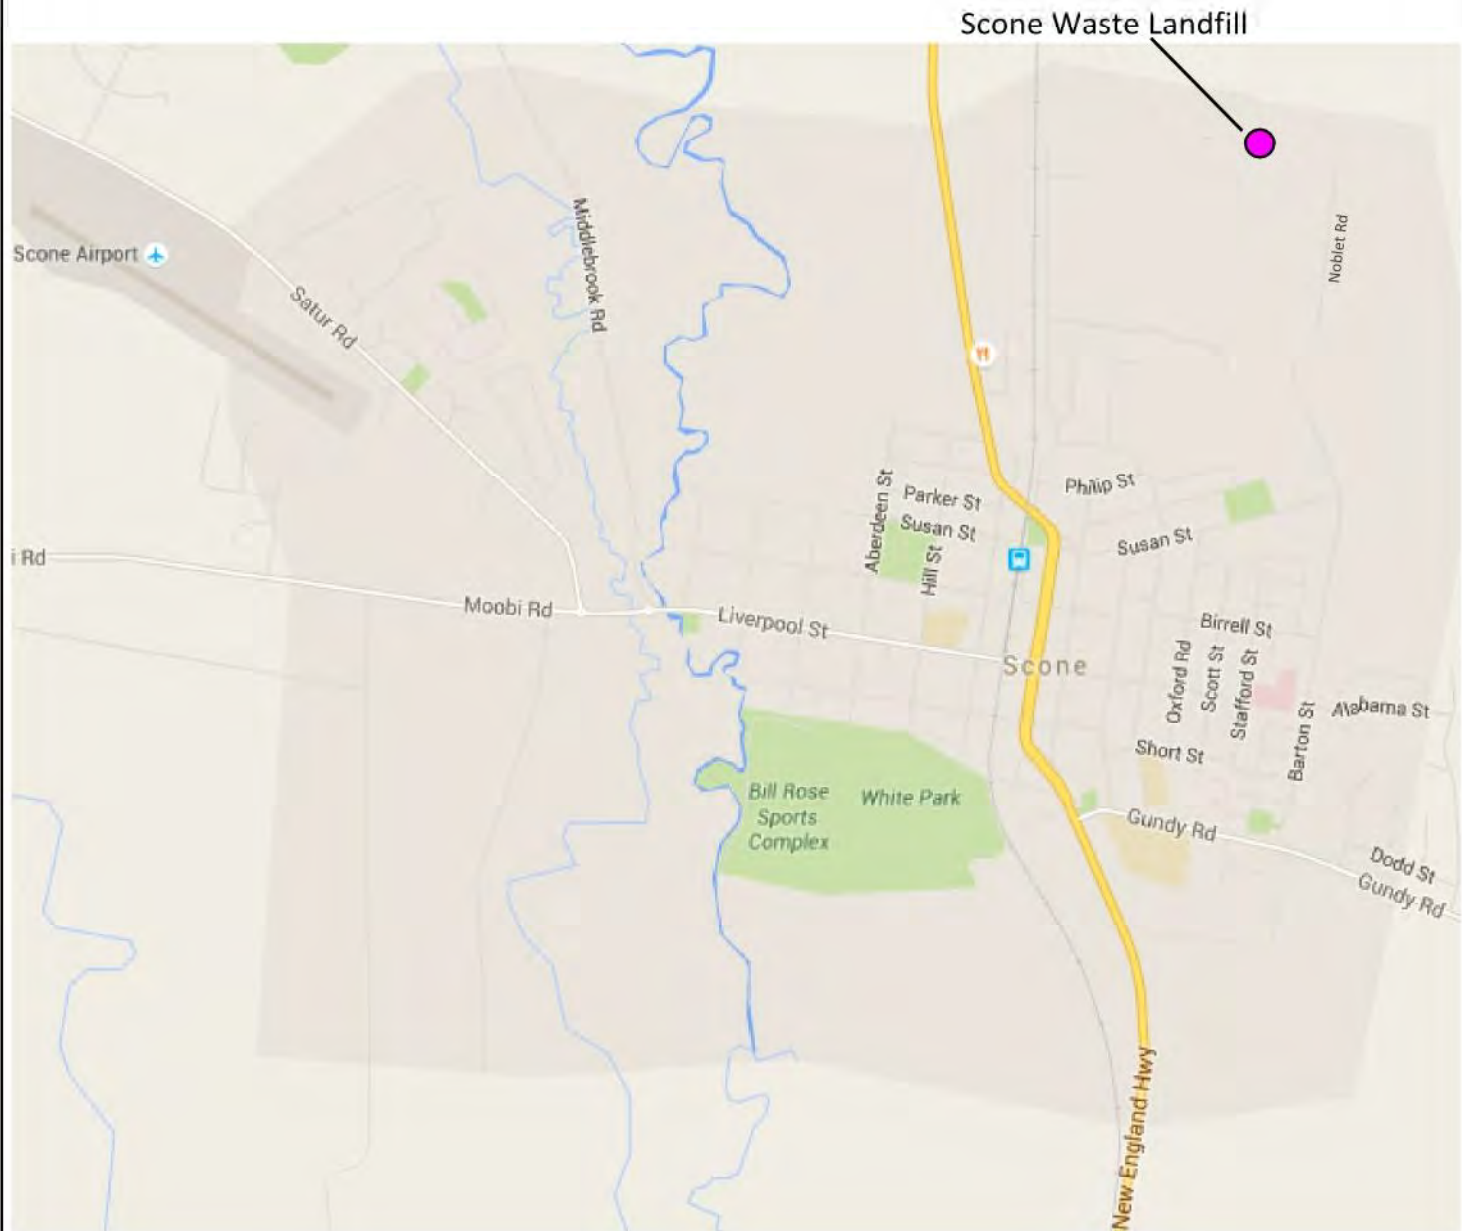 Scone Waste Landfill
Middlebrook Rd
Noblet Rd
Scone Airport
Satur Rd
Aberdeen St
Parker St
Philip St
Susan St
Hill St
Susan St
i Rd
Moobi Rd
Liverpool St
Birrell St
Scone
Oxford Rd
Scott St
Stafford St
Barton St
Alabama St
Short St
Bill Rose
Sports
Complex
White Park
Gundy Rd
Dodd St
Gundy Rd
New England Hwy